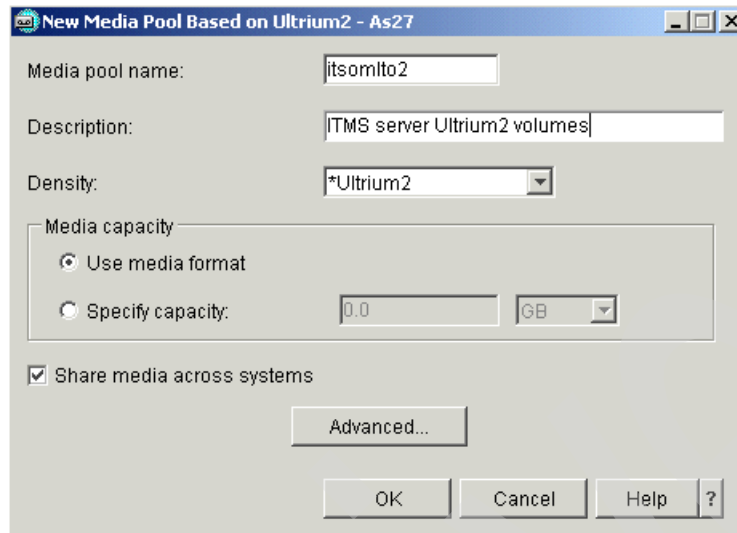 New Media Pool Based on Ultrium2 - As27
Media pool name: itsomlto2
Description: ITMS server Ultrium2 volumes
Density: *Ultrium2
Media capacity
Use media format
Specify capacity: 0.0 GB
Share media across systems
Advanced...
OK Cancel Help ?